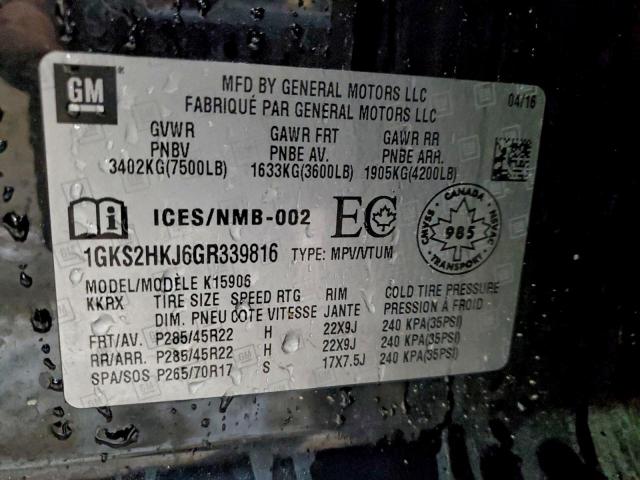 GM
MFD BY GENERAL MOTORS LLC
FABRIQUÉ PAR GENERAL MOTORS LLC
04/16
GVWR GAWR FRT GAWR RR
PNBV PNBE AV. PNBE ARR.
3402KG(7500LB) 1633KG(3600LB) 1905KG(4200LB)
i ICES/NMB-002 EC
CANADA
CMVSS NSVAC
985
TRANSPORT
1GKS2HKJ6GR339816 TYPE: MPV/VTUM
MODEL/MODÈLE K15906
KKRX TIRE SIZE SPEED RTG RIM COLD TIRE PRESSURE
DIM. PNEU COTE VITESSE JANTE PRESSION À FROID
FRT/AV. P285/45R22 H 22X9J 240 KPA(35PSI)
RR/ARR. P285/45R22 H 22X9J 240 KPA(35PSI)
SPA/SOS P265/70R17 S 17X7.5J 240 KPA(35PSI)